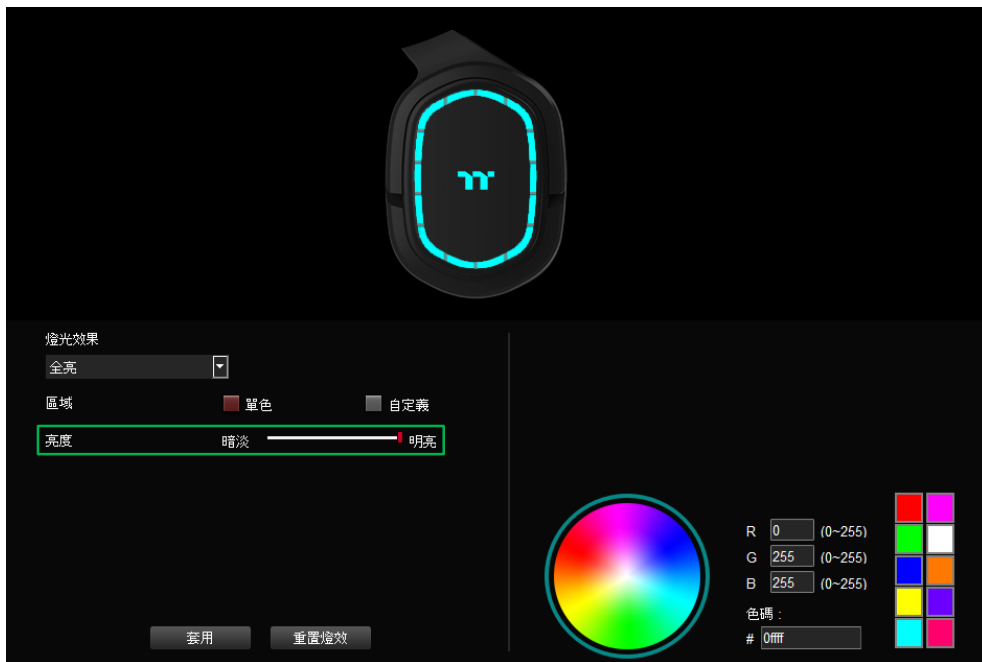 燈光效果
全亮
區域 單色 自定義
亮度 暗淡 明亮
R 0 (0~255)
G 255 (0~255)
B 255 (0~255)
色碼 :
# 0ffff
套用 重置燈效